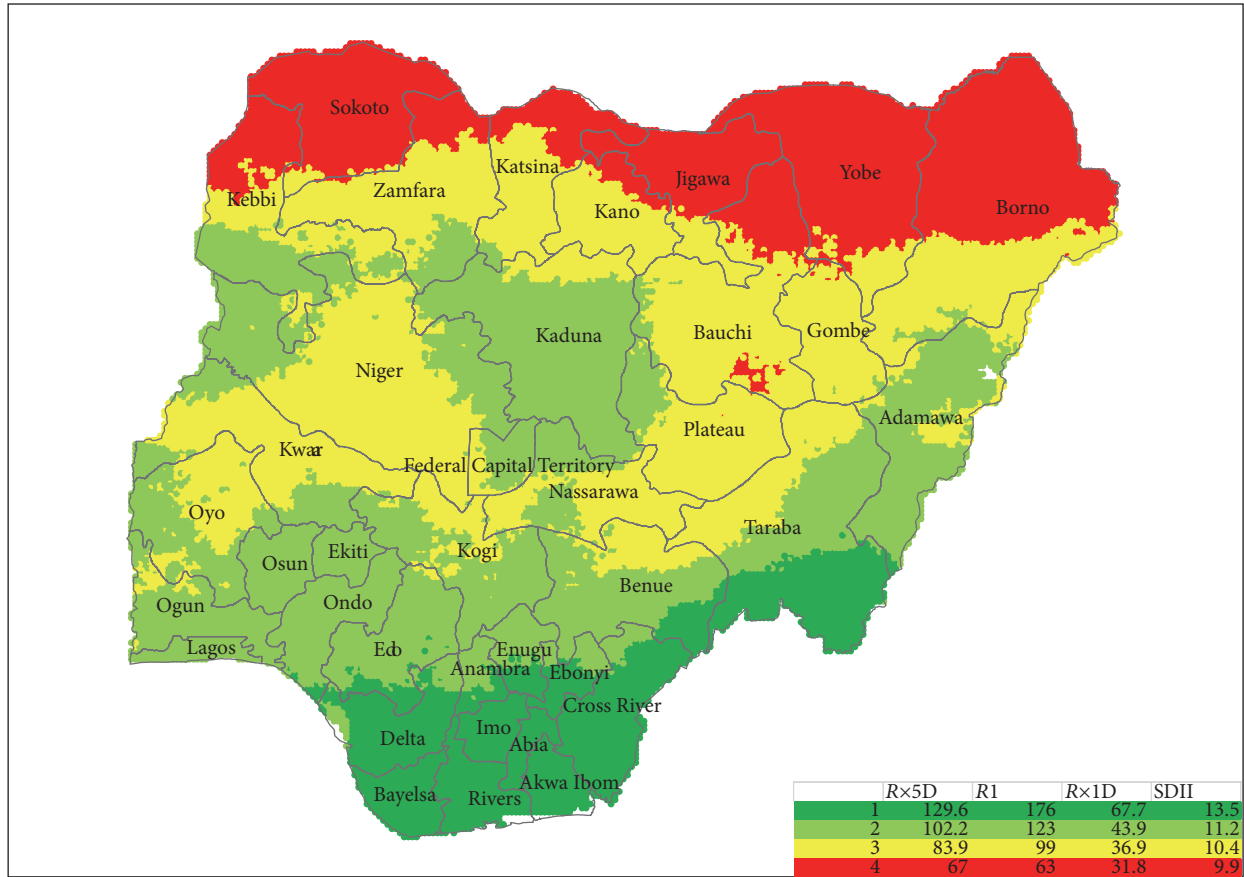 Sokoto
Katsina
Yobe
Jigawa
Kebbi
Zamfara
Kano
Borno
Kaduna
Bauchi
Gombe
Niger
Adamawa
Plateau
Kwara
Federal Capital Territory
Nassarawa
Oyo
Taraba
Kogi
Ekiti
Osun
Benue
Ogun
Ondo
Lagos
Edo
Enugu
Anambra
Ebonyi
Cross River
Imo
Delta
Abia
Akwa Ibom
Bayelsa
Rivers
R×5D R1 R×1D SDII
1 129.6 176 67.7 13.5
2 102.2 123 43.9 11.2
3 83.9 99 36.9 10.4
4 67 63 31.8 9.9